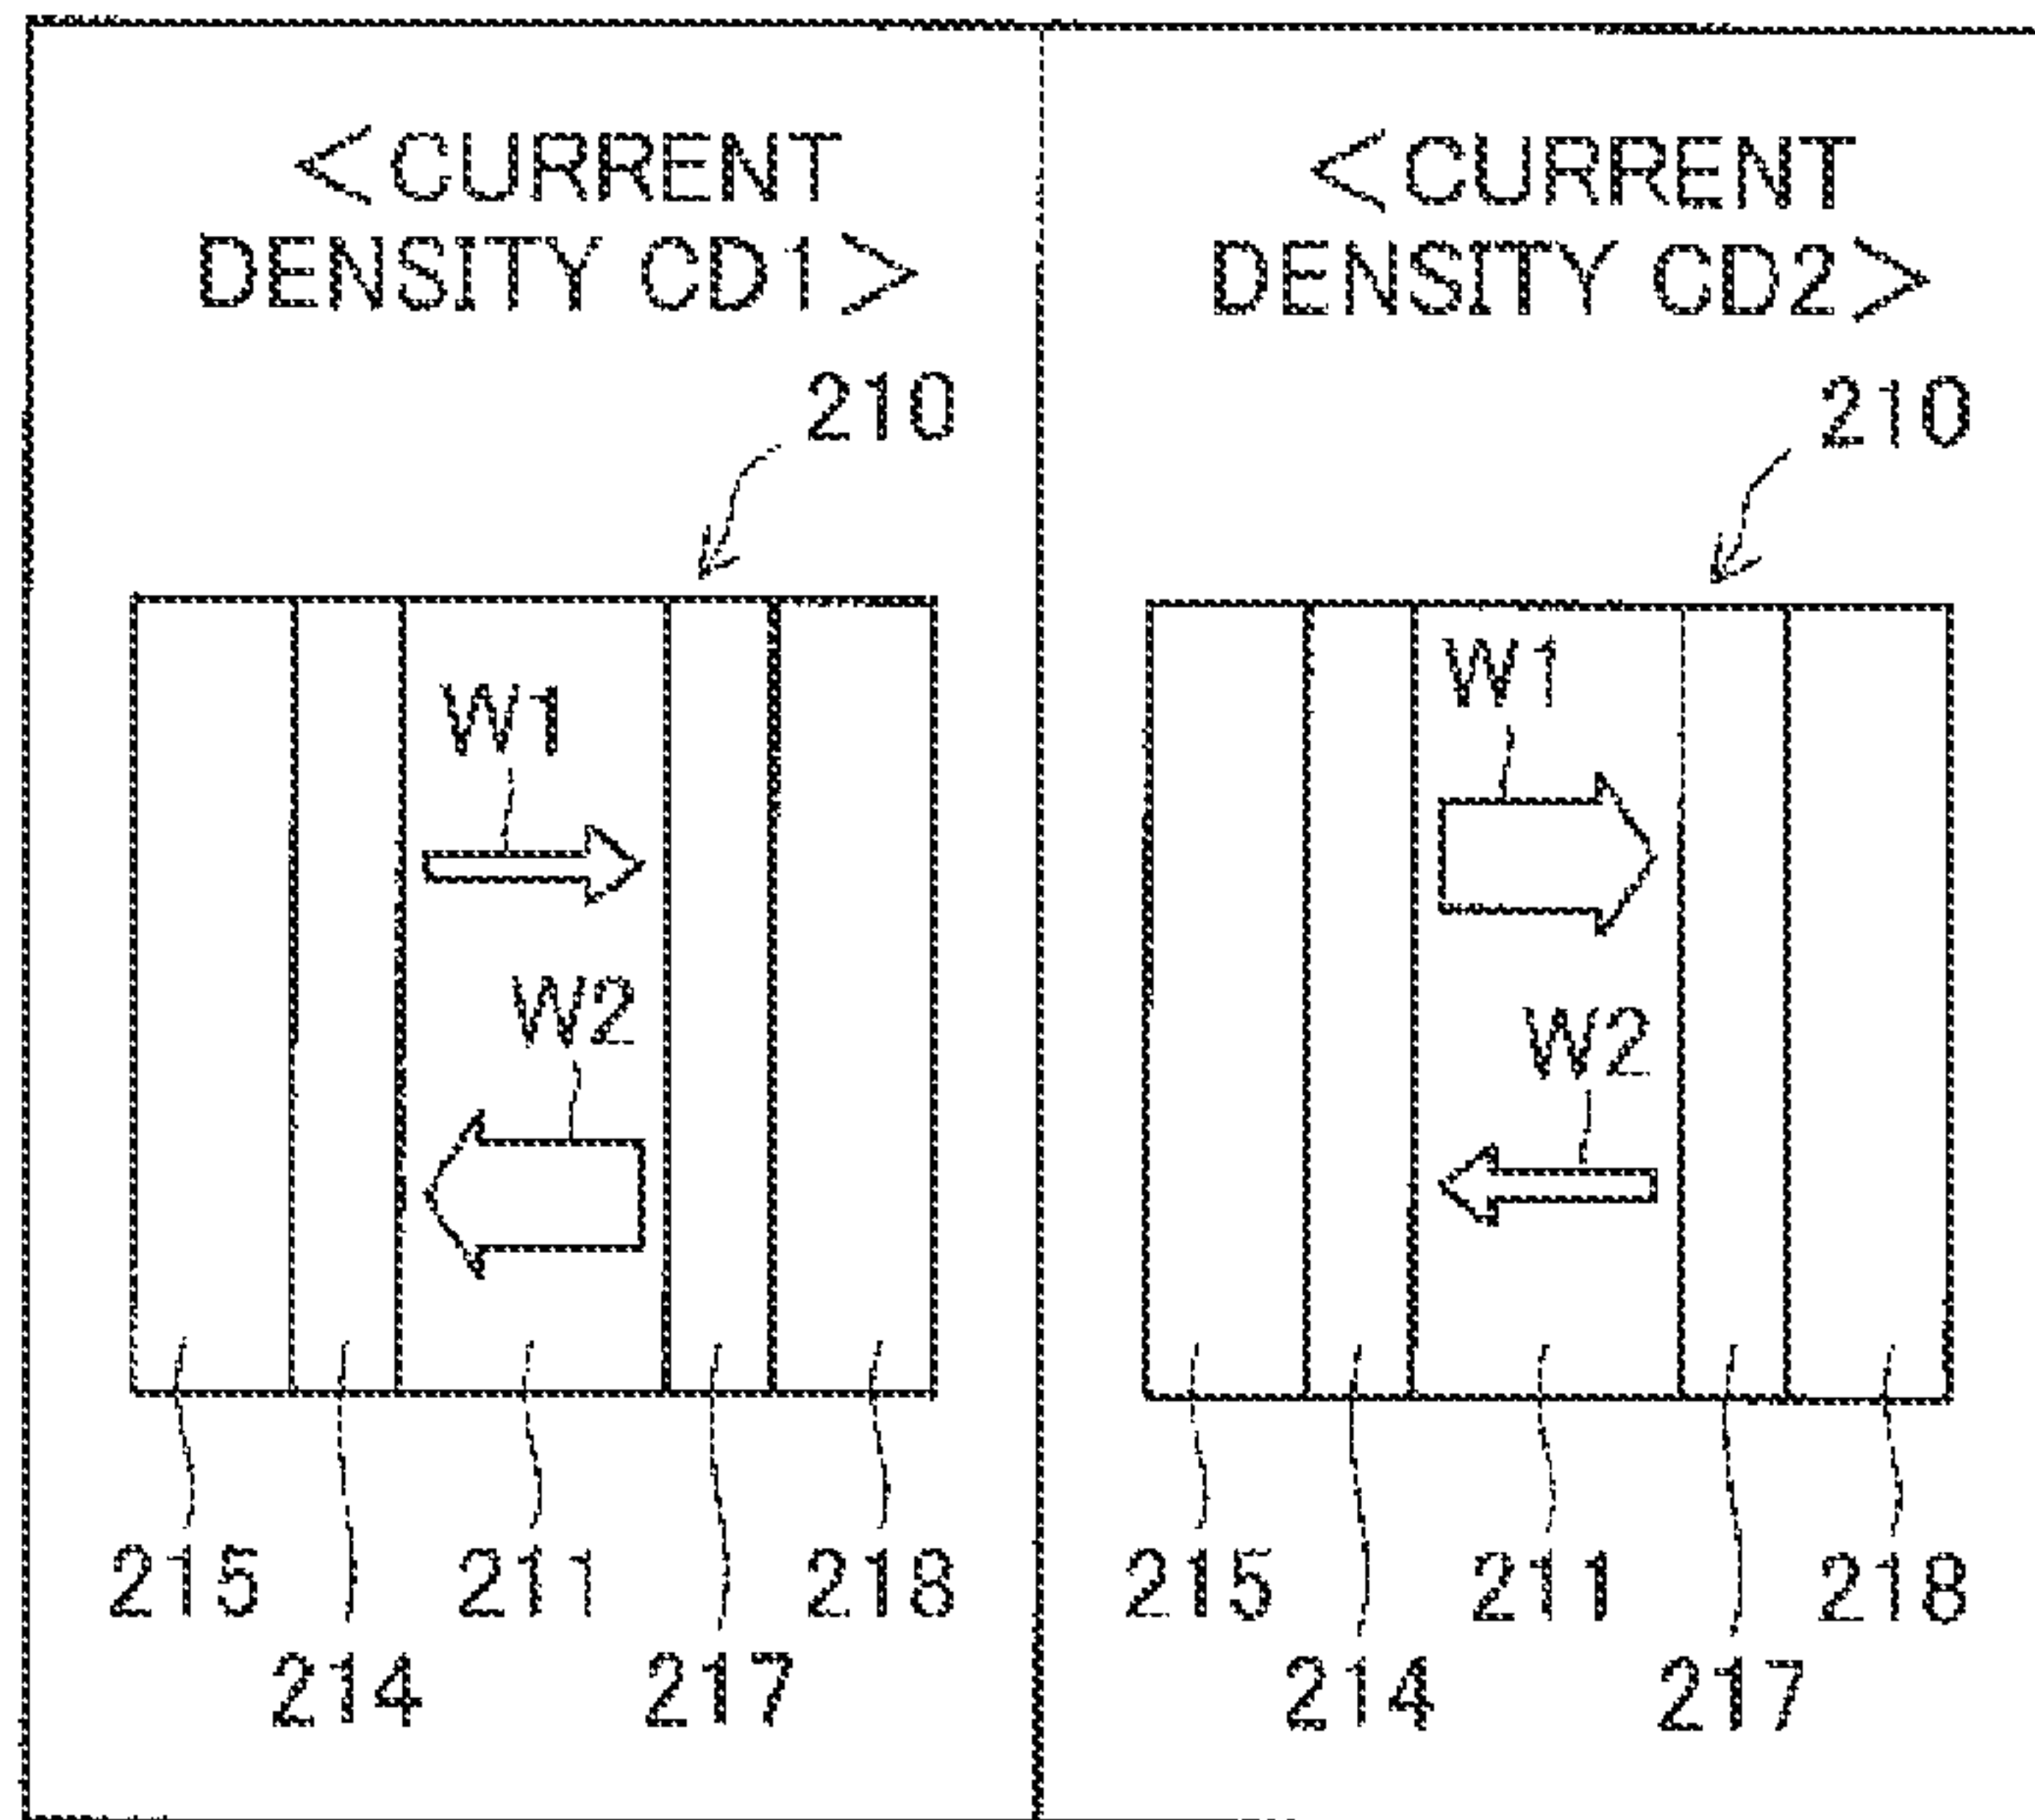 <CURRENT
DENSITY CD1>
210
W1
W2
215 211 218
214 217
<CURRENT
DENSITY CD2>
210
W1
W2
215 211 218
214 217